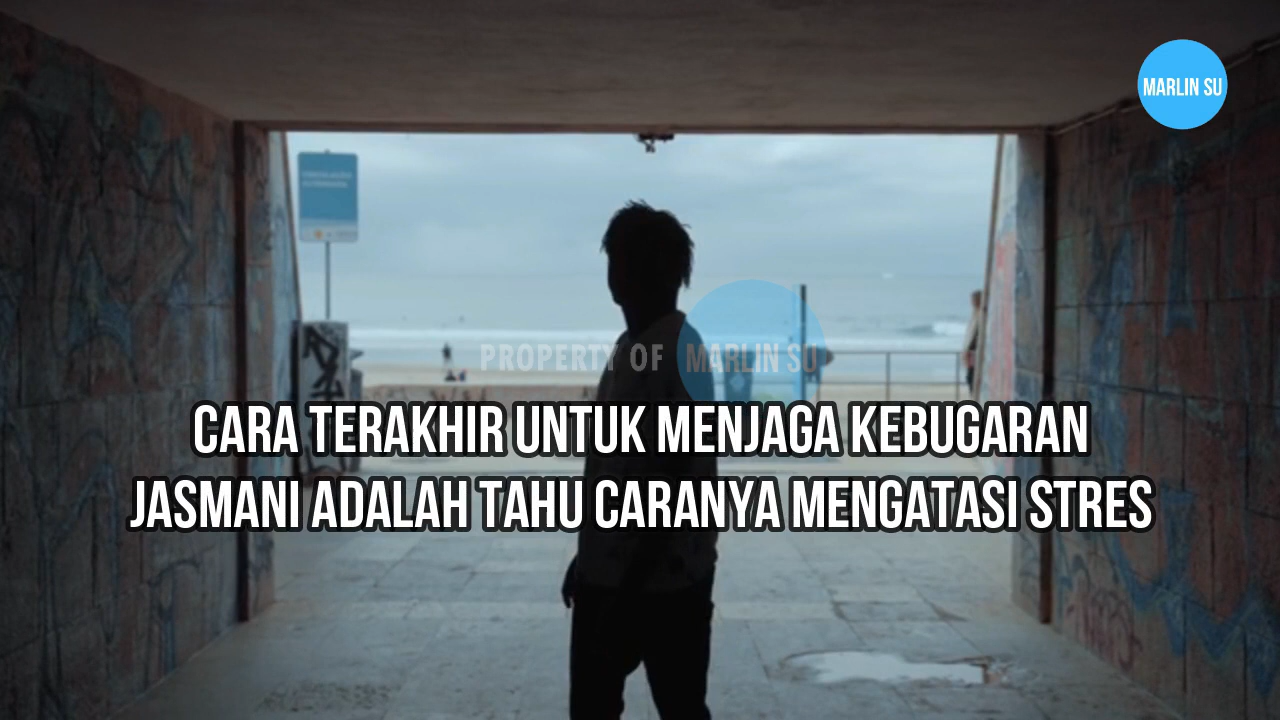 MARLIN SU
PROPERTY OF MARLIN SU
CARA TERAKHIR UNTUK MENJAGA KEBUGARAN
JASMANI ADALAH TAHU CARANYA MENGATASI STRES